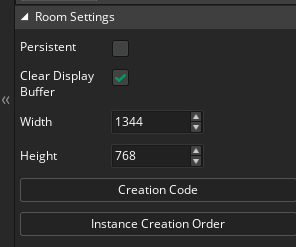 Room Settings
Persistent
Clear Display
Buffer
Width 1344
Height 768
Creation Code
Instance Creation Order